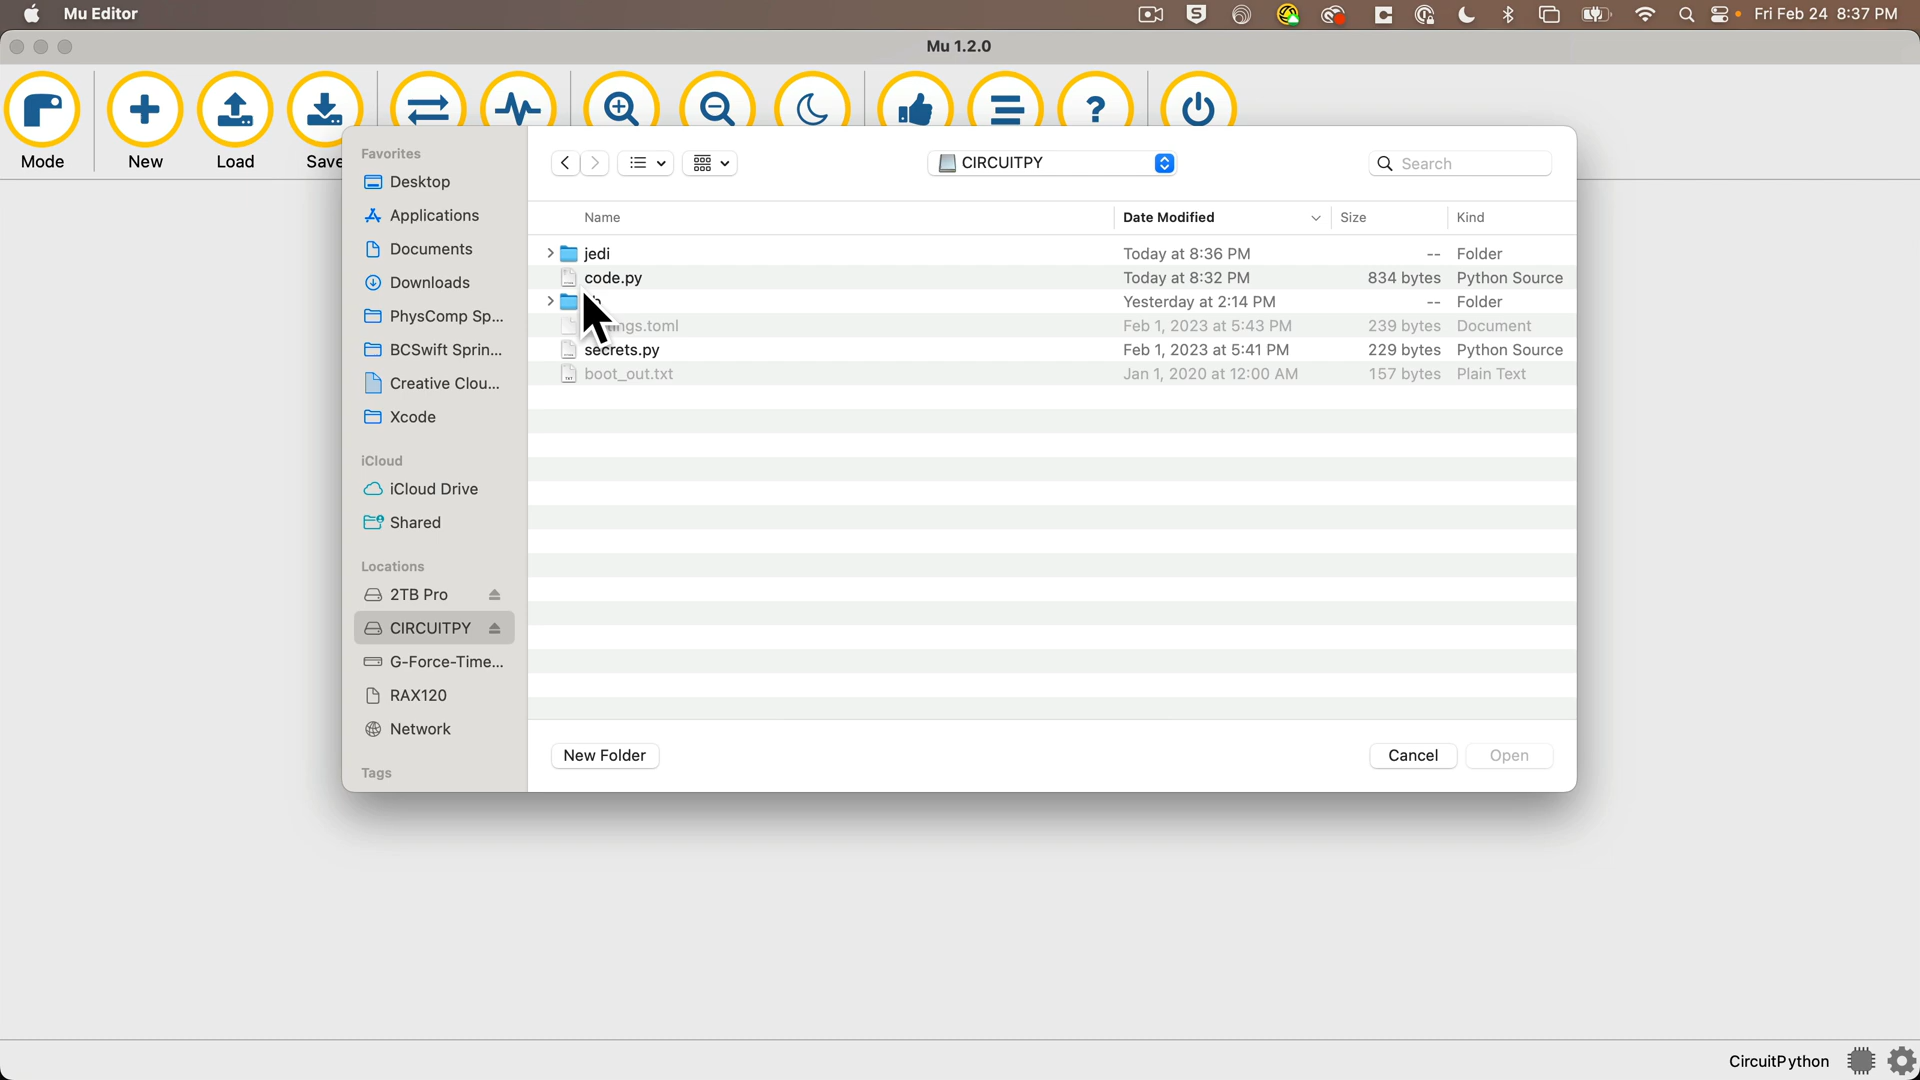 Mu Editor
Fri Feb 24 8:37 PM
Mu 1.2.0
Mode
New
Load
Save
Favorites
Desktop
Applications
Documents
Downloads
PhysComp Sp...
BCSwift Sprin...
Creative Clou...
Xcode
iCloud
iCloud Drive
Shared
Locations
2TB Pro
CIRCUITPY
G-Force-Time...
RAX120
Network
Tags
CIRCUITPY
Search
Name Date Modified Size Kind
jedi Today at 8:36 PM -- Folder
code.py Today at 8:32 PM 834 bytes Python Source
Yesterday at 2:14 PM -- Folder
Feb 1, 2023 at 5:43 PM 239 bytes Document
secrets.py Feb 1, 2023 at 5:41 PM 229 bytes Python Source
boot_out.txt Jan 1, 2020 at 12:00 AM 157 bytes Plain Text
New Folder
Cancel
Open
CircuitPython